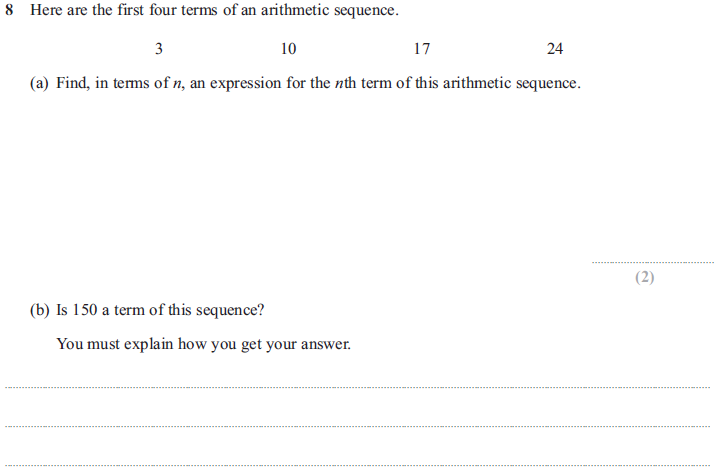 8 Here are the first four terms of an arithmetic sequence.
3 10 17 24
(a) Find, in terms of n, an expression for the nth term of this arithmetic sequence.
(2)
(b) Is 150 a term of this sequence?
You must explain how you get your answer.